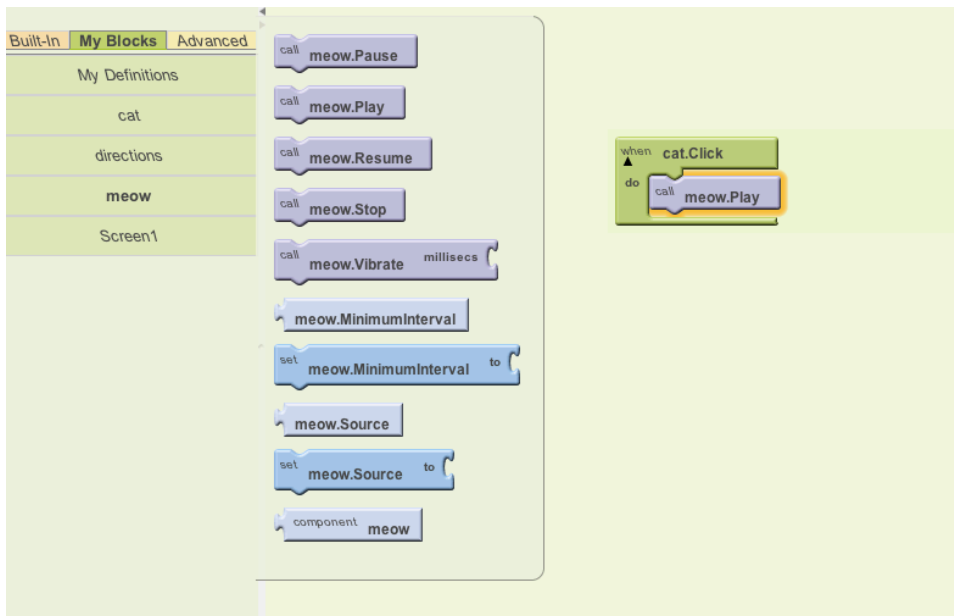 Built-In My Blocks Advanced
My Definitions
cat
directions
meow
Screen1
call meow.Pause
call meow.Play
call meow.Resume
call meow.Stop
call meow.Vibrate millisecs
meow.MinimumInterval
set meow.MinimumInterval to
meow.Source
set meow.Source to
component meow
when cat.Click
do call meow.Play